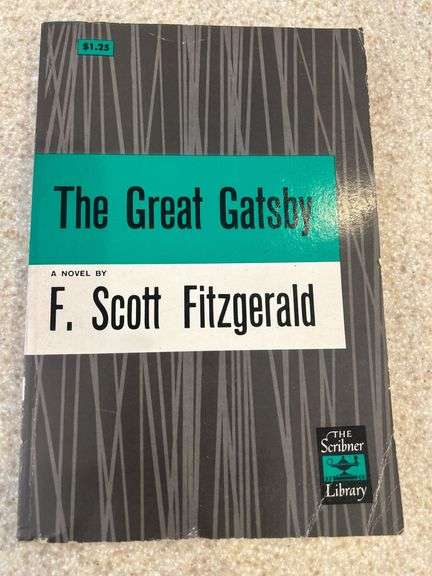 $1.25
The Great Gatsby
A NOVEL BY
F. Scott Fitzgerald
THE
Scribner
Library